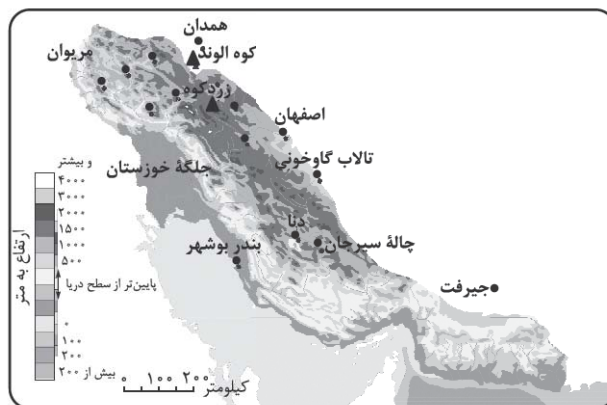 همدان
کوه الوند
مریوان
زردکوه
اصفهان
تالاب گاوخونی
جلگهٔ خوزستان
دنا
چالهٔ سیرجان
بندر بوشهر
جیرفت
ارتفاع به متر
و بیشتر
۴۰۰۰
۳۰۰۰
۲۰۰۰
۱۵۰۰
۱۰۰۰
۵۰۰
پایین‌تر از سطح دریا
۰
۱۰۰
۲۰۰
بیش از ۲۰۰
۰ ۱۰۰ ۲۰۰
کیلومتر